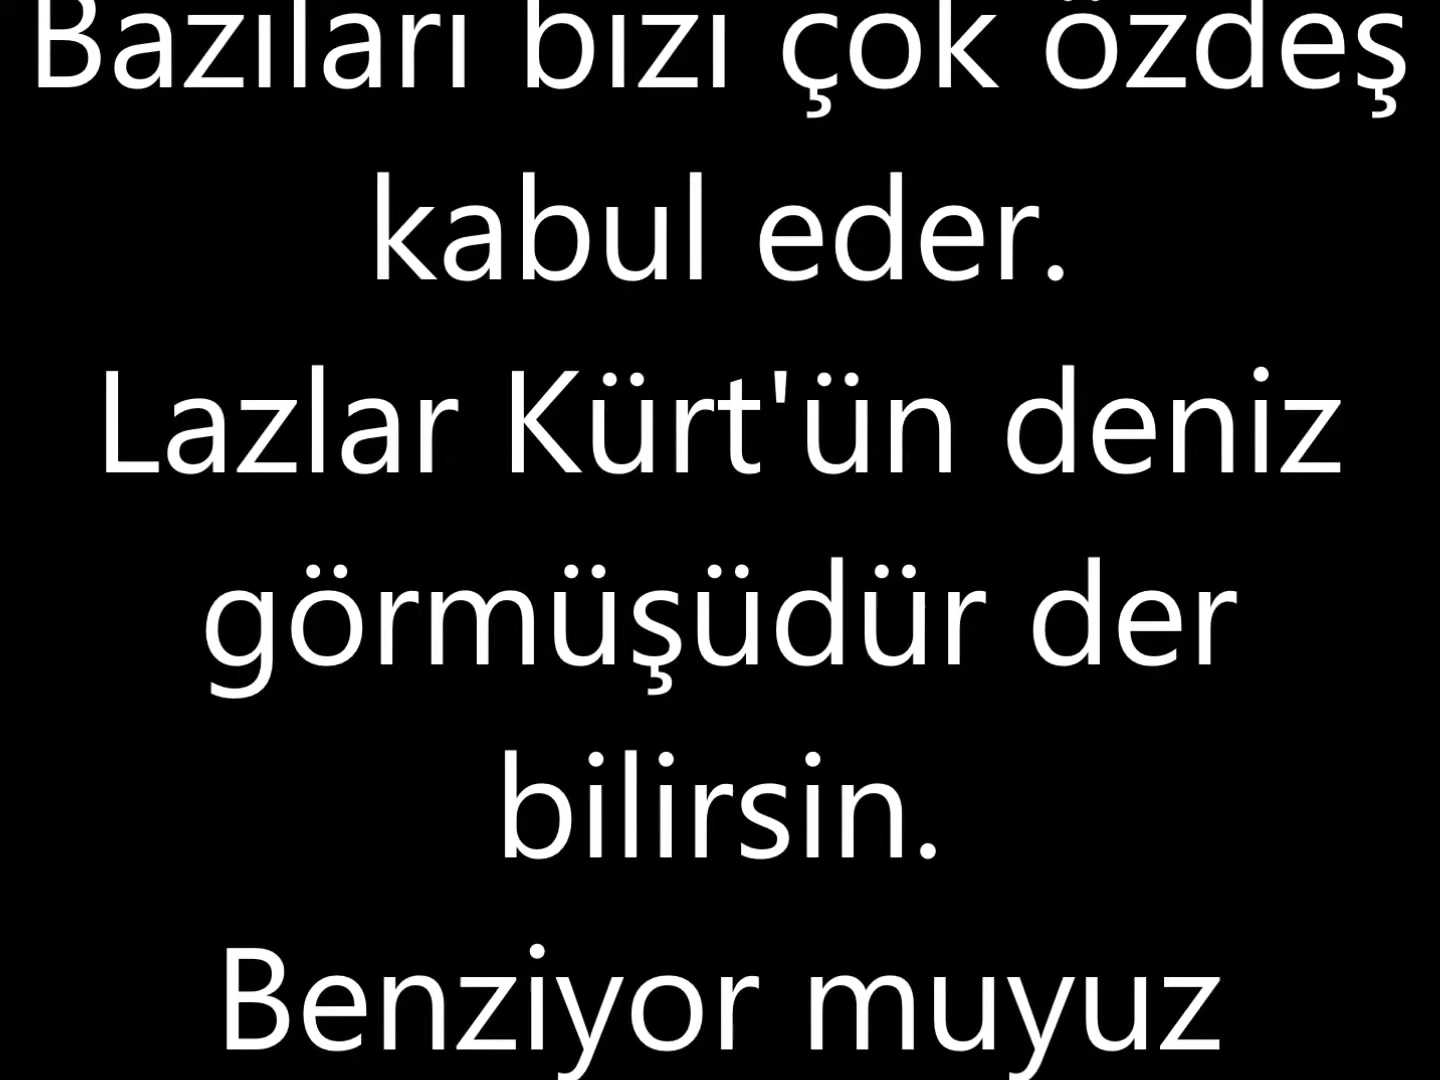 Bazıları bizi çok özdeş
kabul eder.
Lazlar Kürt'ün deniz
görmüşüdür der
bilirsin.
Benziyor muyuz